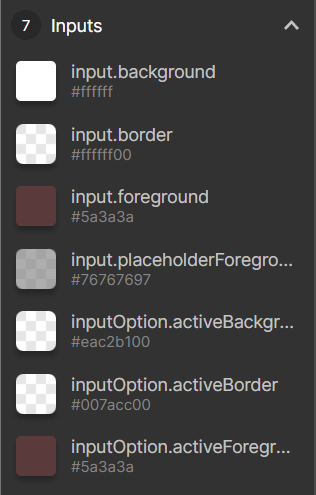 7 Inputs
input.background
#ffffff
input.border
#ffffff00
input.foreground
#5a3a3a
input.placeholderForegro...
#76767697
inputOption.activeBackgr...
#eac2b100
inputOption.activeBorder
#007acc00
inputOption.activeForegr...
#5a3a3a